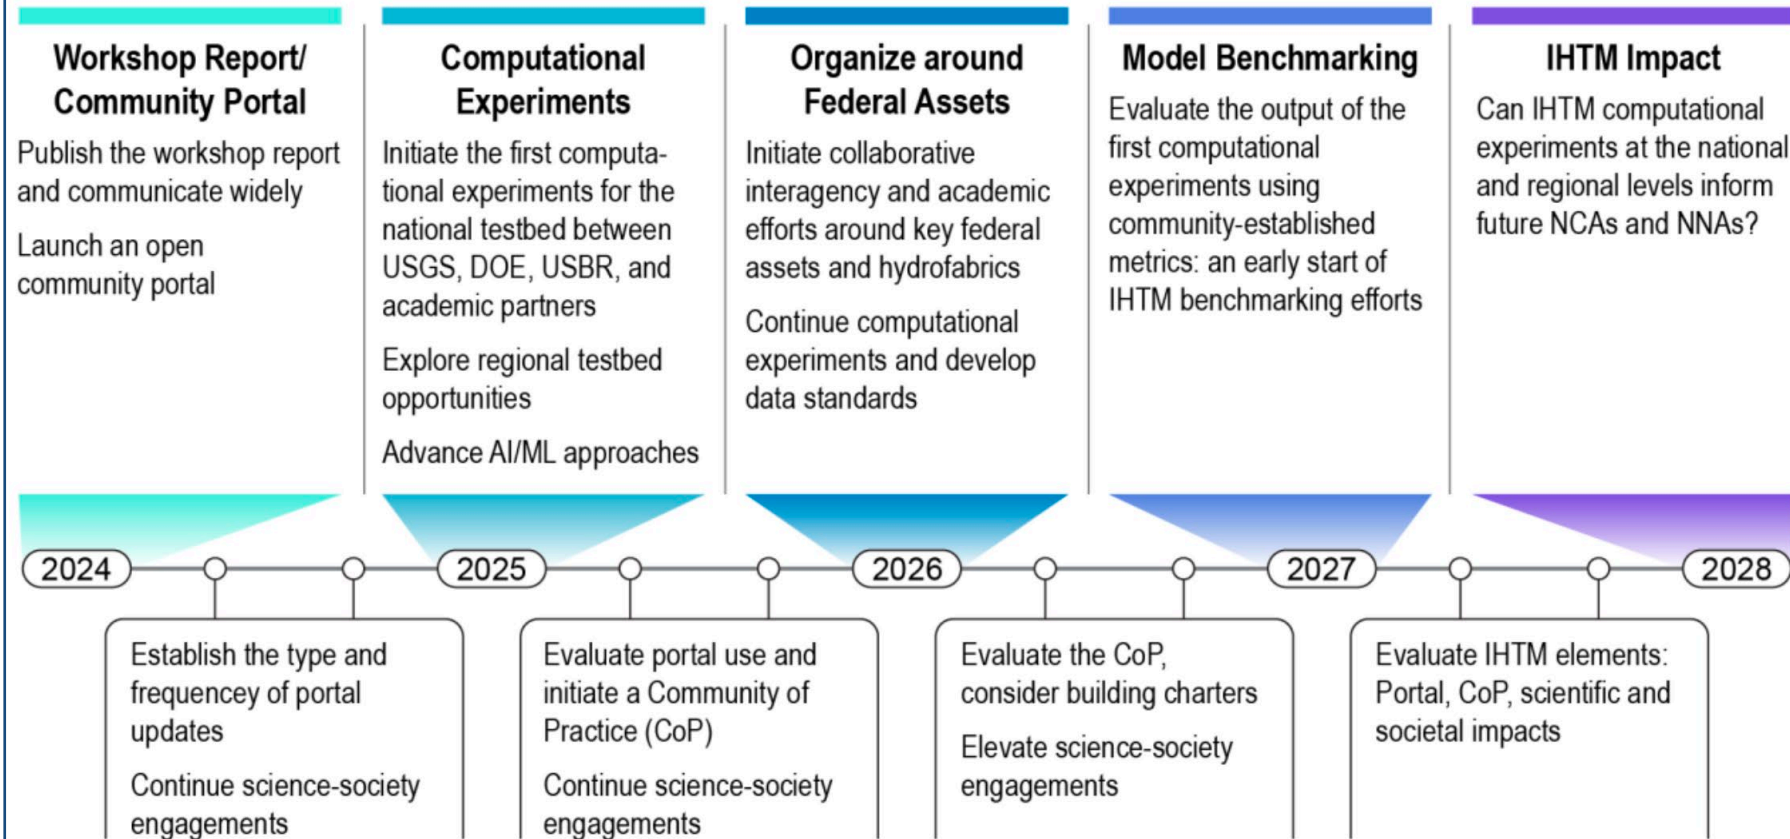 Workshop Report/
Community Portal
Publish the workshop report
and communicate widely
Launch an open
community portal
Computational
Experiments
Initiate the first computa-
tional experiments for the
national testbed between
USGS, DOE, USBR, and
academic partners
Explore regional testbed
opportunities
Advance AI/ML approaches
Organize around
Federal Assets
Initiate collaborative
interagency and academic
efforts around key federal
assets and hydrofabrics
Continue computational
experiments and develop
data standards
Model Benchmarking
Evaluate the output of the
first computational
experiments using
community-established
metrics: an early start of
IHTM benchmarking efforts
IHTM Impact
Can IHTM computational
experiments at the national
and regional levels inform
future NCAs and NNAs?
2024
2025
2026
2027
2028
Establish the type and
frequencey of portal
updates
Continue science-society
engagements
Evaluate portal use and
initiate a Community of
Practice (CoP)
Continue science-society
engagements
Evaluate the CoP,
consider building charters
Elevate science-society
engagements
Evaluate IHTM elements:
Portal, CoP, scientific and
societal impacts